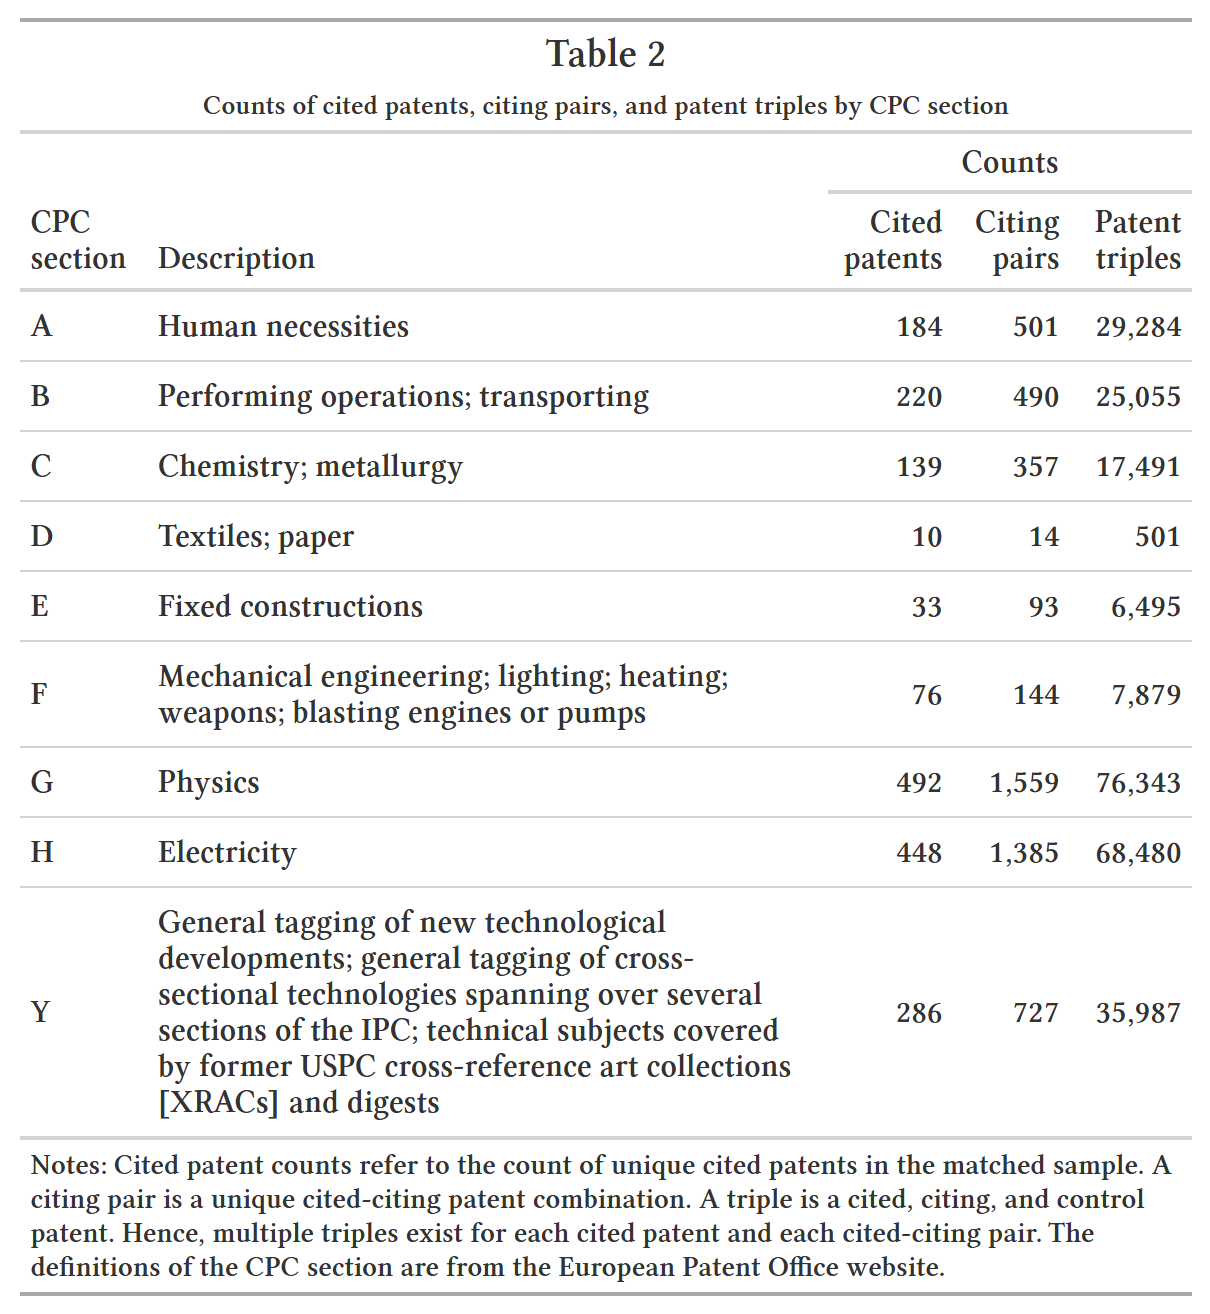 Table 2
Counts of cited patents, citing pairs, and patent triples by CPC section
Counts
CPC section Description Cited patents Citing pairs Patent triples
A Human necessities 184 501 29,284
B Performing operations; transporting 220 490 25,055
C Chemistry; metallurgy 139 357 17,491
D Textiles; paper 10 14 501
E Fixed constructions 33 93 6,495
F Mechanical engineering; lighting; heating;
weapons; blasting engines or pumps 76 144 7,879
G Physics 492 1,559 76,343
H Electricity 448 1,385 68,480
Y General tagging of new technological
developments; general tagging of cross-
sectional technologies spanning over several
sections of the IPC; technical subjects covered
by former USPC cross-reference art collections
[XRACs] and digests 286 727 35,987
Notes: Cited patent counts refer to the count of unique cited patents in the matched sample. A
citing pair is a unique cited-citing patent combination. A triple is a cited, citing, and control
patent. Hence, multiple triples exist for each cited patent and each cited-citing pair. The
definitions of the CPC section are from the European Patent Office website.